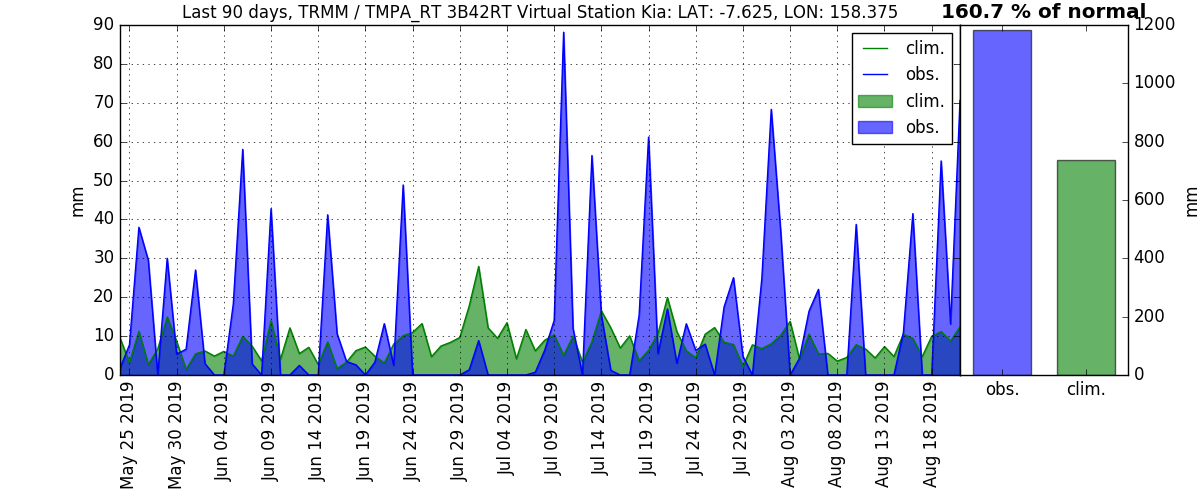 Last 90 days, TRMM / TMPA_RT 3B42RT Virtual Station Kia: LAT: -7.625, LON: 158.375
160.7 % of normal
90
80
70
60
50
40
30
20
10
0
mm
clim.
obs.
clim.
obs.
May 25 2019
May 30 2019
Jun 04 2019
Jun 09 2019
Jun 14 2019
Jun 19 2019
Jun 24 2019
Jun 29 2019
Jul 04 2019
Jul 09 2019
Jul 14 2019
Jul 19 2019
Jul 24 2019
Jul 29 2019
Aug 03 2019
Aug 08 2019
Aug 13 2019
Aug 18 2019
1200
1000
800
600
400
200
0
mm
obs.
clim.